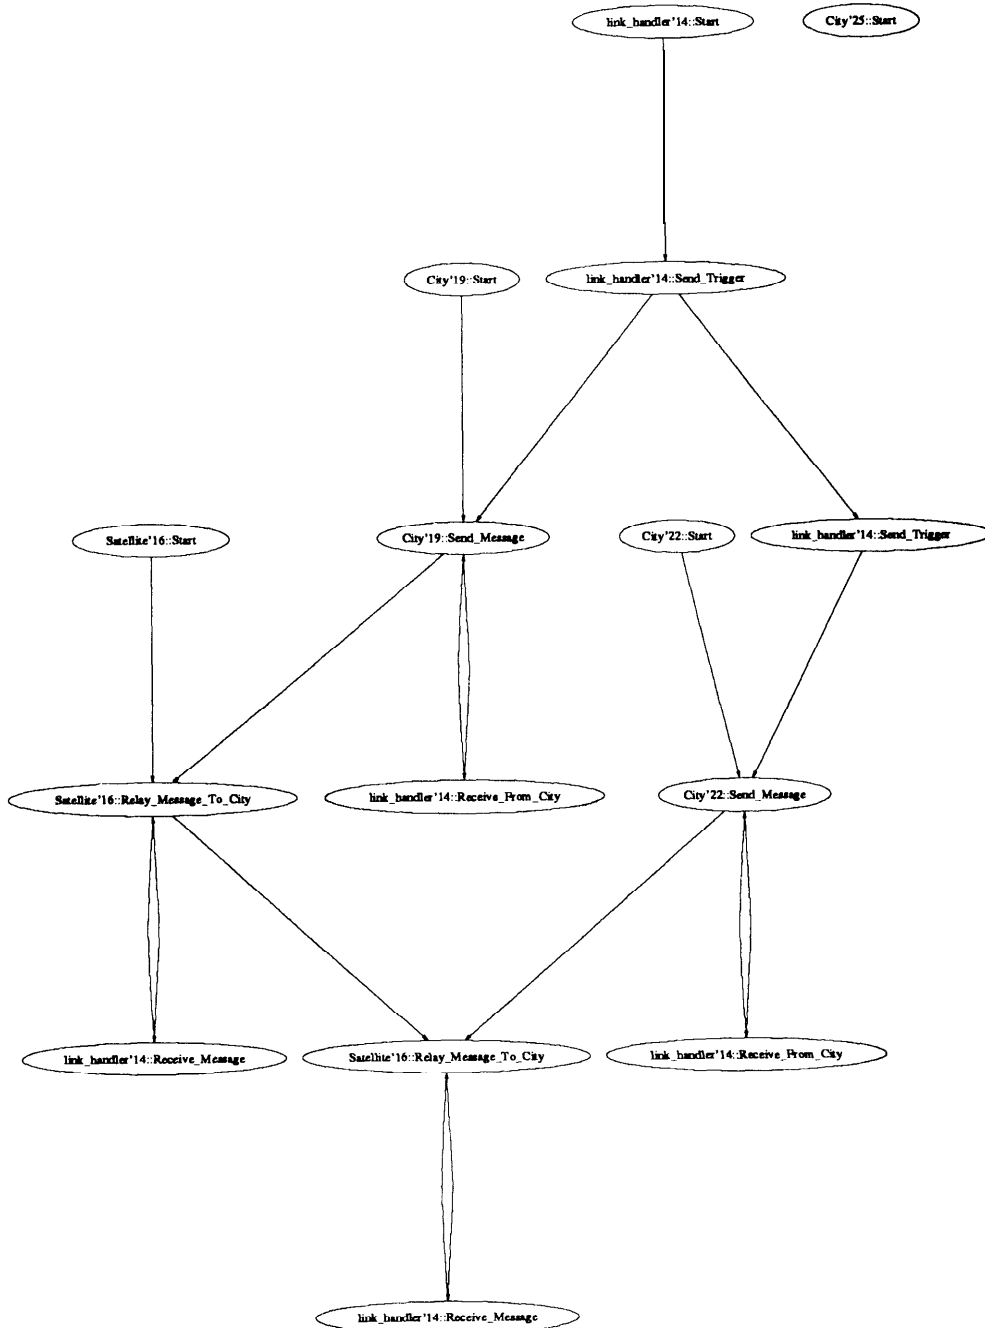 link_handler'14::Start
City'25::Start
City'19::Start
link_handler'14::Send_Trigger
Satellite'16::Start
City'19::Send_Message
City'22::Start
link_handler'14::Send_Trigger
Satellite'16::Relay_Message_To_City
link_handler'14::Receive_From_City
City'22::Send_Message
link_handler'14::Receive_Message
Satellite'16::Relay_Message_To_City
link_handler'14::Receive_From_City
link_handler'14::Receive_Message